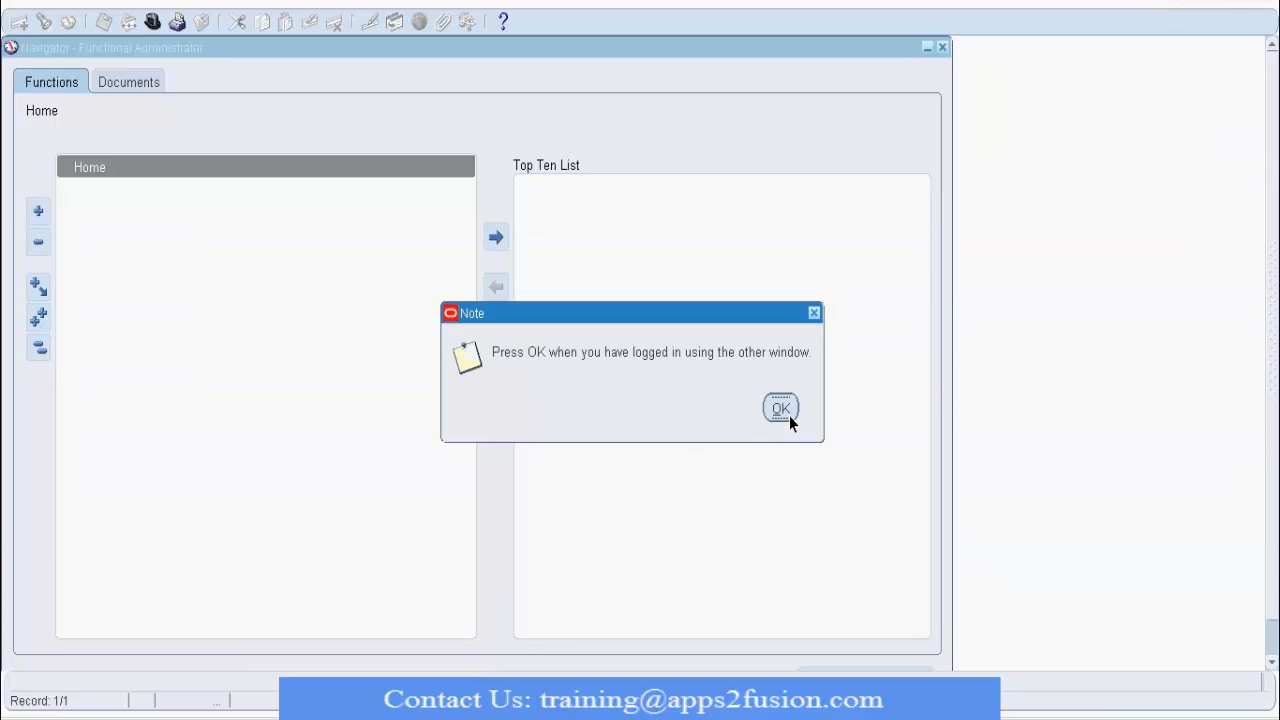 Navigator - Functional Administrator
Functions
Documents
Home
Home
Top Ten List
Note
Press OK when you have logged in using the other window.
OK
Record: 1/1
...
Contact Us: training@apps2fusion.com